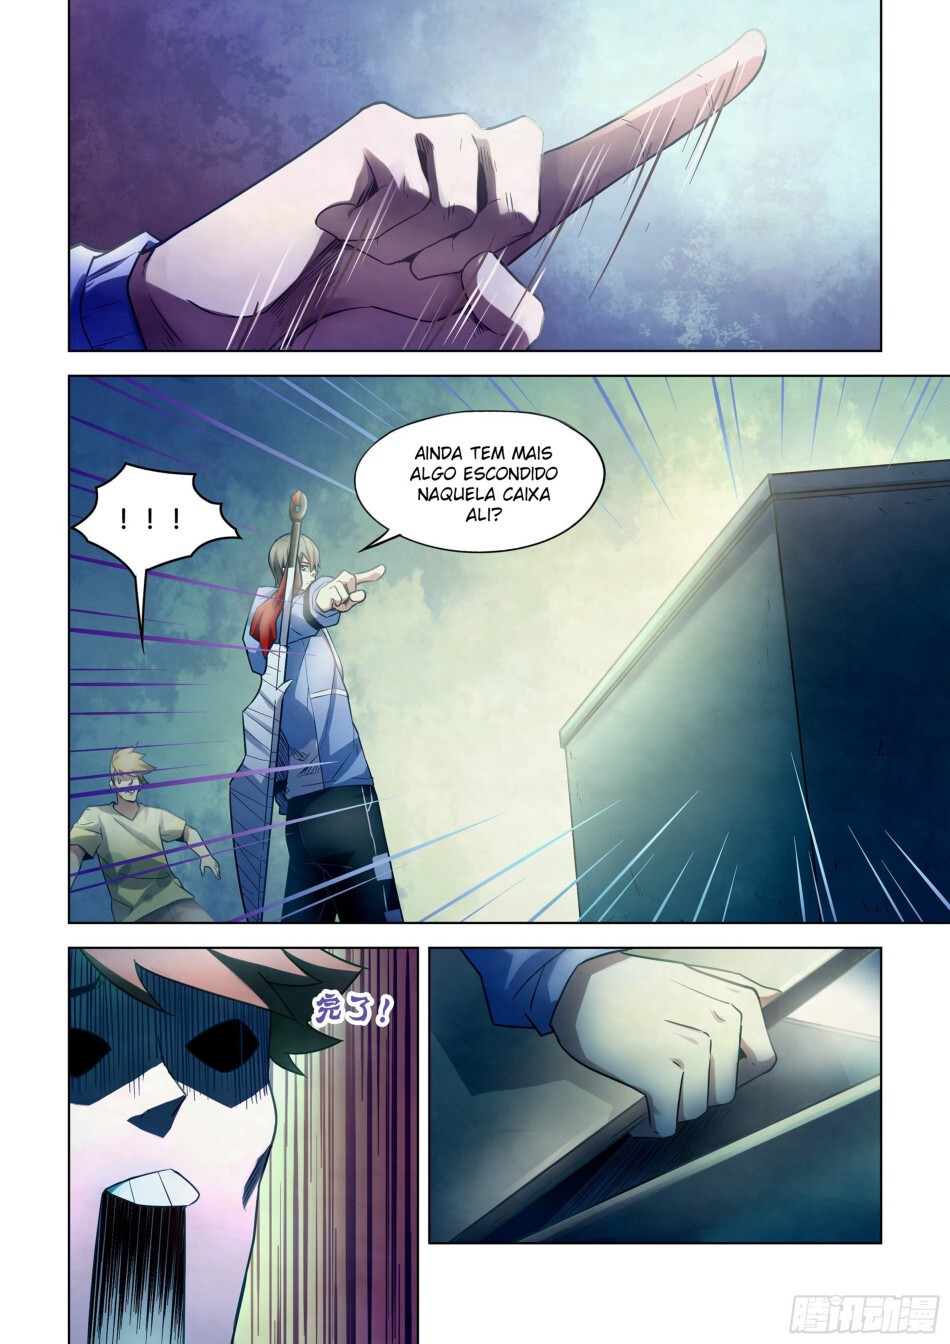 AINDA TEM MAIS
ALGO ESCONDIDO
NAQUELA CAIXA
ALI?
!!!
完了!
腾讯动漫